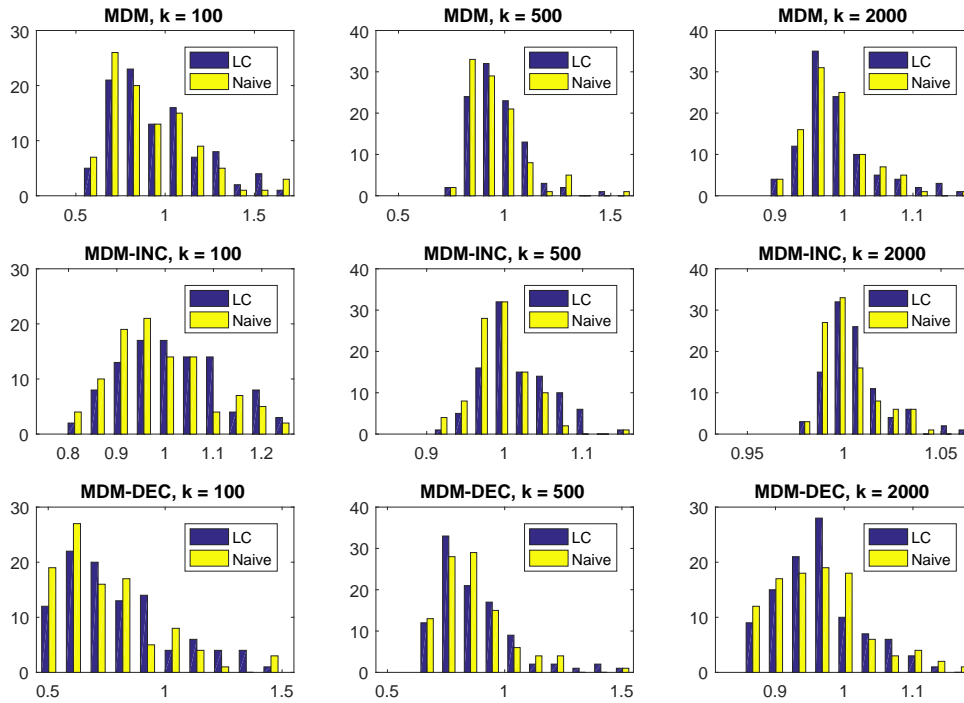 MDM, k = 100
30
20
10
0
0.5 1 1.5
LC
Naive
MDM, k = 500
40
30
20
10
0
0.5 1 1.5
LC
Naive
MDM, k = 2000
40
30
20
10
0
0.9 1 1.1
LC
Naive
MDM-INC, k = 100
30
20
10
0
0.8 0.9 1 1.1 1.2
LC
Naive
MDM-INC, k = 500
40
30
20
10
0
0.9 1 1.1
LC
Naive
MDM-INC, k = 2000
40
30
20
10
0
0.95 1 1.05
LC
Naive
MDM-DEC, k = 100
30
20
10
0
0.5 1 1.5
LC
Naive
MDM-DEC, k = 500
40
30
20
10
0
0.5 1 1.5
LC
Naive
MDM-DEC, k = 2000
30
20
10
0
0.9 1 1.1
LC
Naive